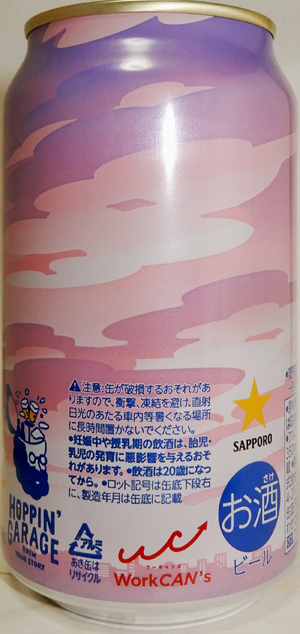 ⚠注意:缶が破損するおそれがあ
りますので、衝撃、凍結を避け、直射
日光のあたる車内等暑くなる場所
に長時間置かないでください。
●妊娠中や授乳期の飲酒は、胎児・
乳児の発育に悪影響を与えるおそ
れがあります。●飲酒は20歳になっ
てから。●ロット記号は缶底下段右
に、製造年月は缶底に記載
HOPPIN'
GARAGE
アルミ
あき缶は
リサイクル
WorkCAN's
SAPPORO
さけ
お酒
ビール